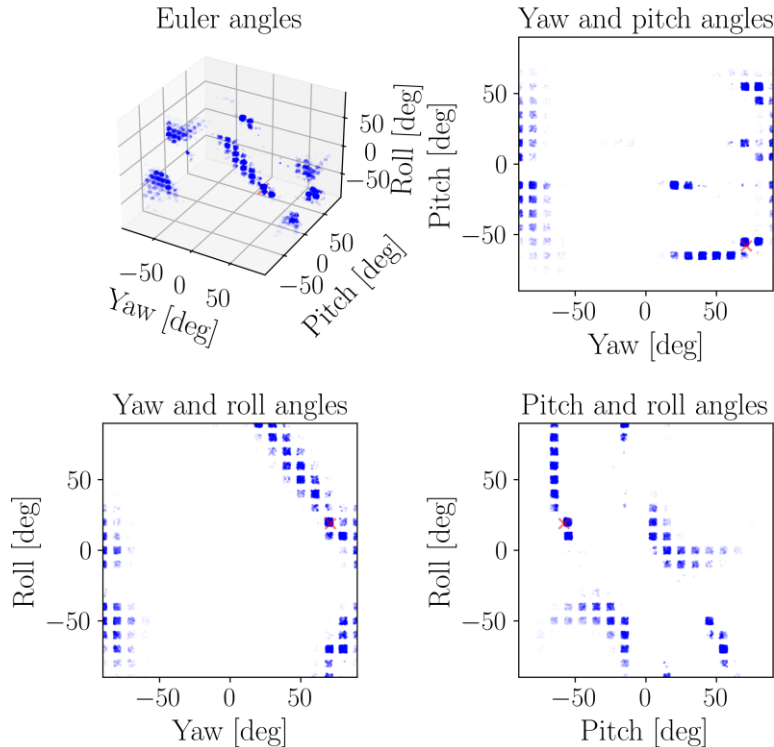 Euler angles
50
0
−50
Roll [deg]
−50
0
50
Yaw [deg]
−50
0
50
Pitch [deg]
Yaw and pitch angles
50
0
−50
Pitch [deg]
−50
0
50
Yaw [deg]
Yaw and roll angles
50
0
−50
Roll [deg]
−50
0
50
Yaw [deg]
Pitch and roll angles
50
0
−50
Roll [deg]
−50
0
50
Pitch [deg]